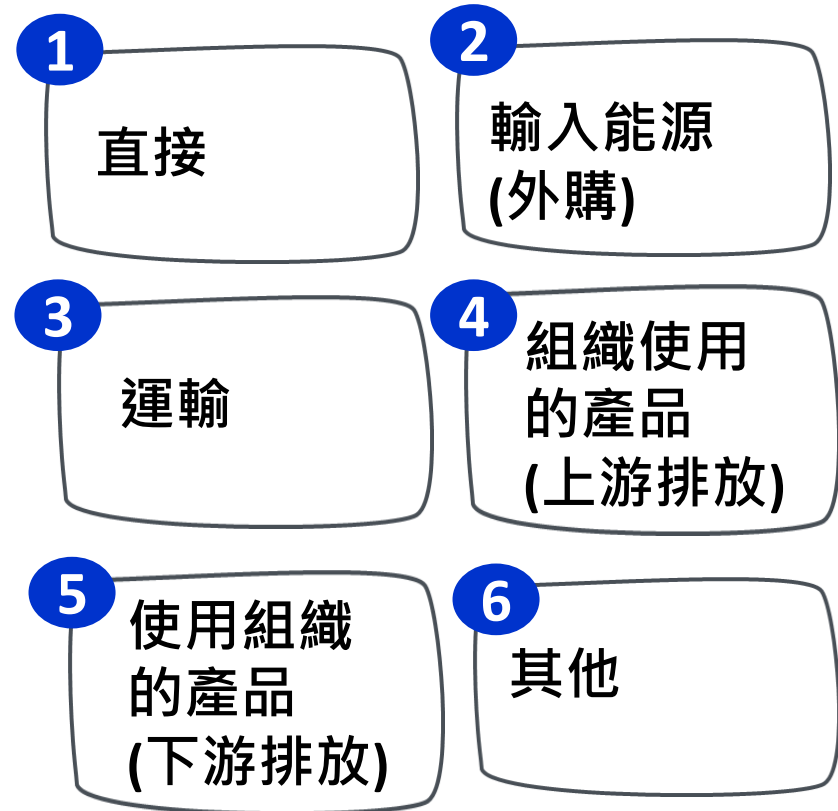 1
直接
2
輸入能源
(外購)
3
運輸
4
組織使用
的產品
(上游排放)
5
使用組織
的產品
(下游排放)
6
其他